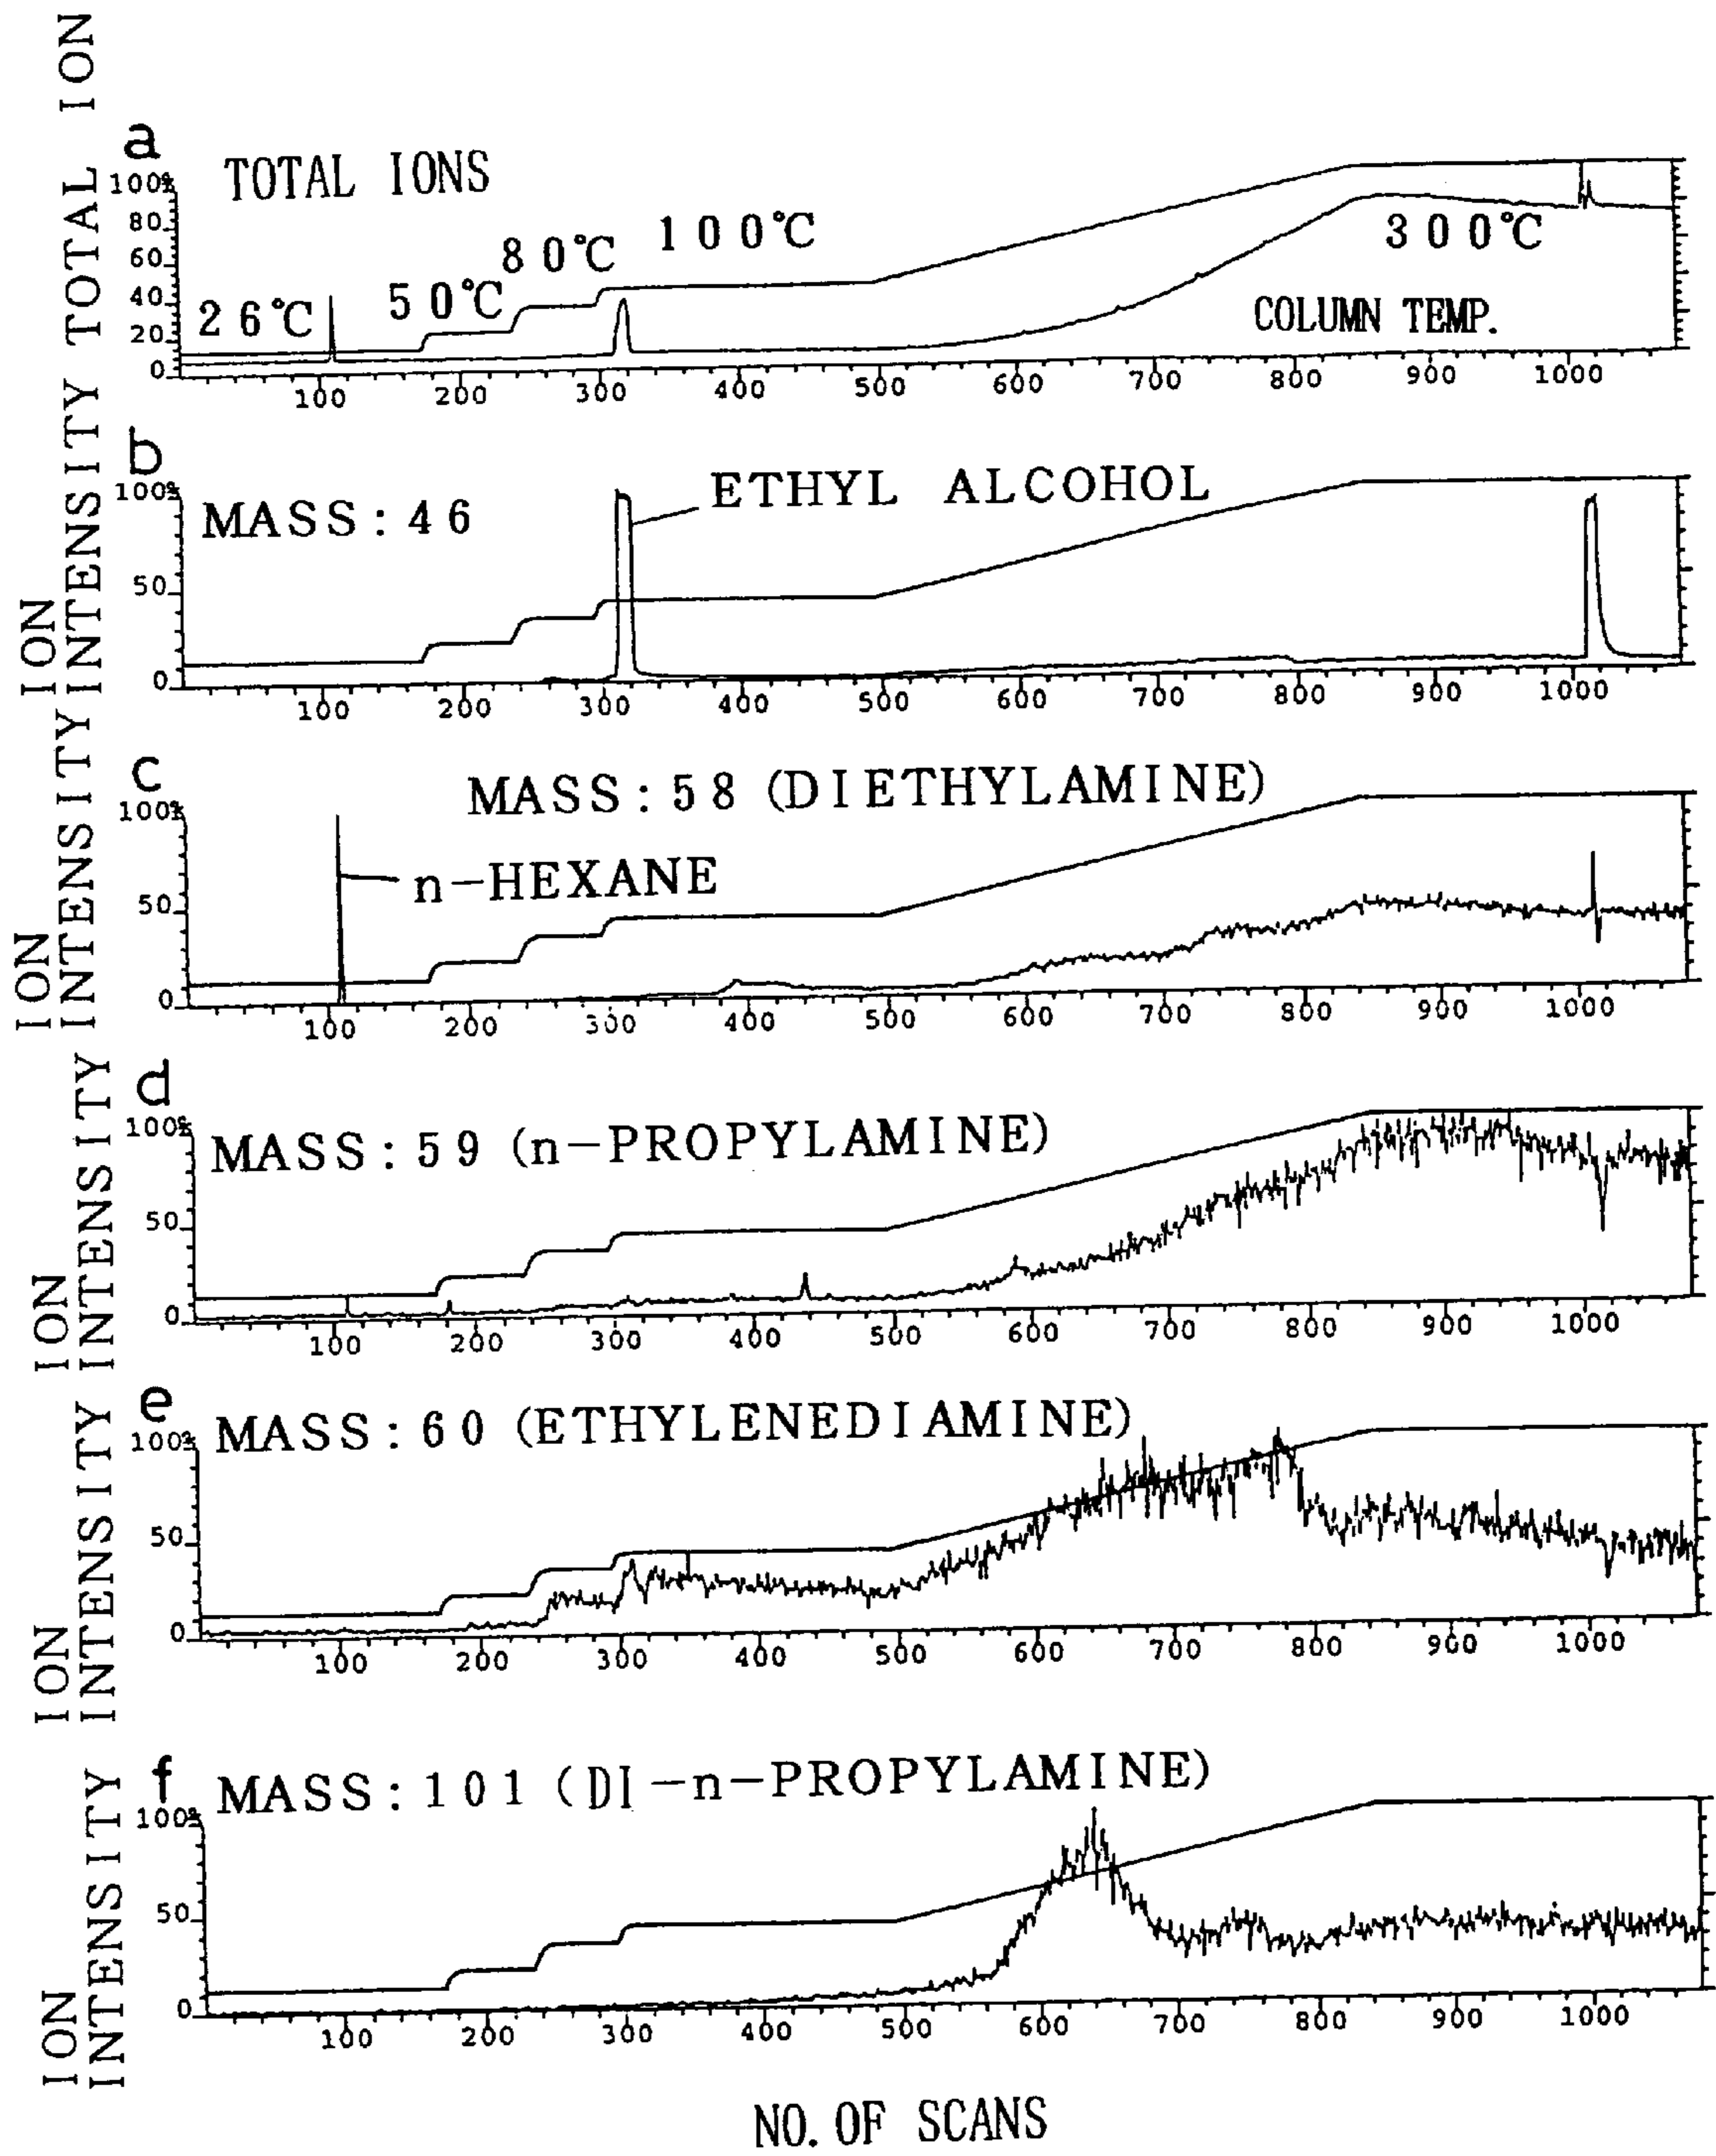 TOTAL ION INTENSITY
a
TOTAL IONS
100%
80
60
40
20
0
26℃
50℃
80℃
100℃
300℃
COLUMN TEMP.
100 200 300 400 500 600 700 800 900 1000
ION INTENSITY
b
MASS:46
ETHYL ALCOHOL
100%
50
0
100 200 300 400 500 600 700 800 900 1000
ION INTENSITY
c
MASS:58 (DIETHYLAMINE)
n-HEXANE
100%
50
0
100 200 300 400 500 600 700 800 900 1000
ION INTENSITY
d
MASS:59 (n-PROPYLAMINE)
100%
50
0
100 200 300 400 500 600 700 800 900 1000
ION INTENSITY
e
MASS:60 (ETHYLENEDIAMINE)
100%
50
0
100 200 300 400 500 600 700 800 900 1000
ION INTENSITY
f
MASS:101 (DI-n-PROPYLAMINE)
100%
50
0
100 200 300 400 500 600 700 800 900 1000
NO. OF SCANS